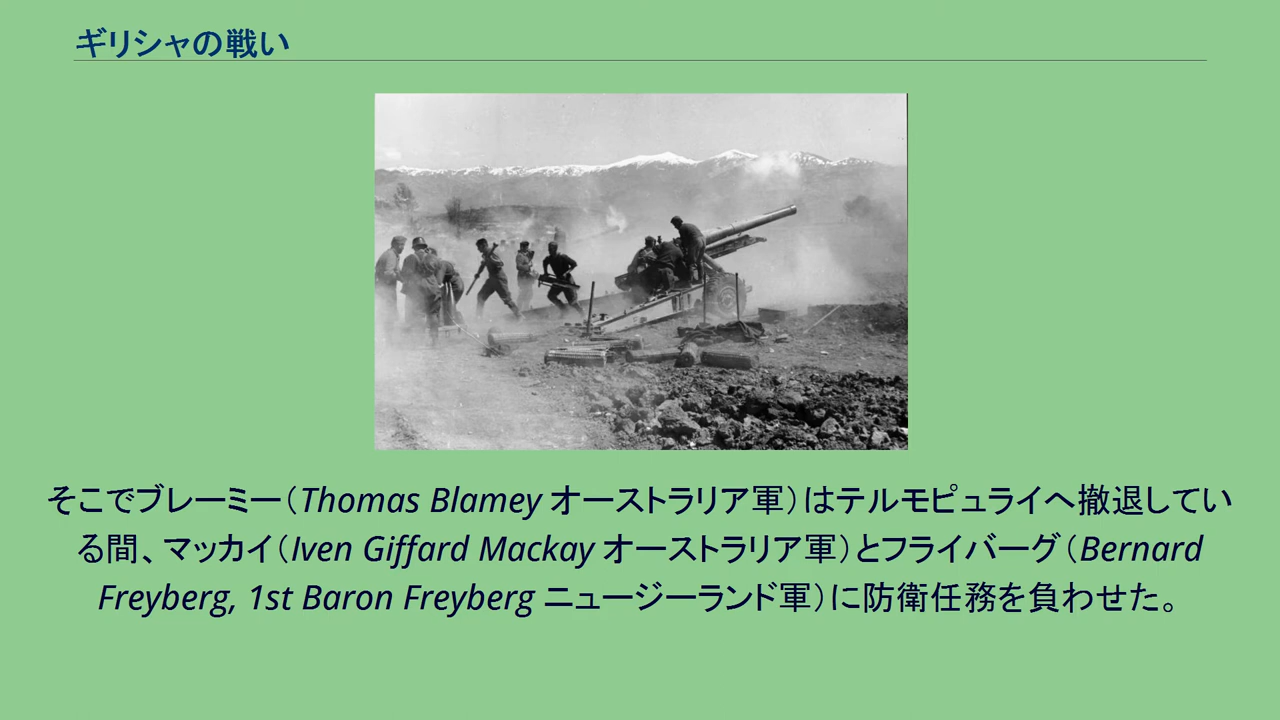 ギリシャの戦い
そこでブレーミー（Thomas Blamey オーストラリア軍）はテルモピュライへ撤退してい
る間、マッカイ（Iven Giffard Mackay オーストラリア軍）とフライバーグ（Bernard
Freyberg, 1st Baron Freyberg ニュージーランド軍）に防衛任務を負わせた。